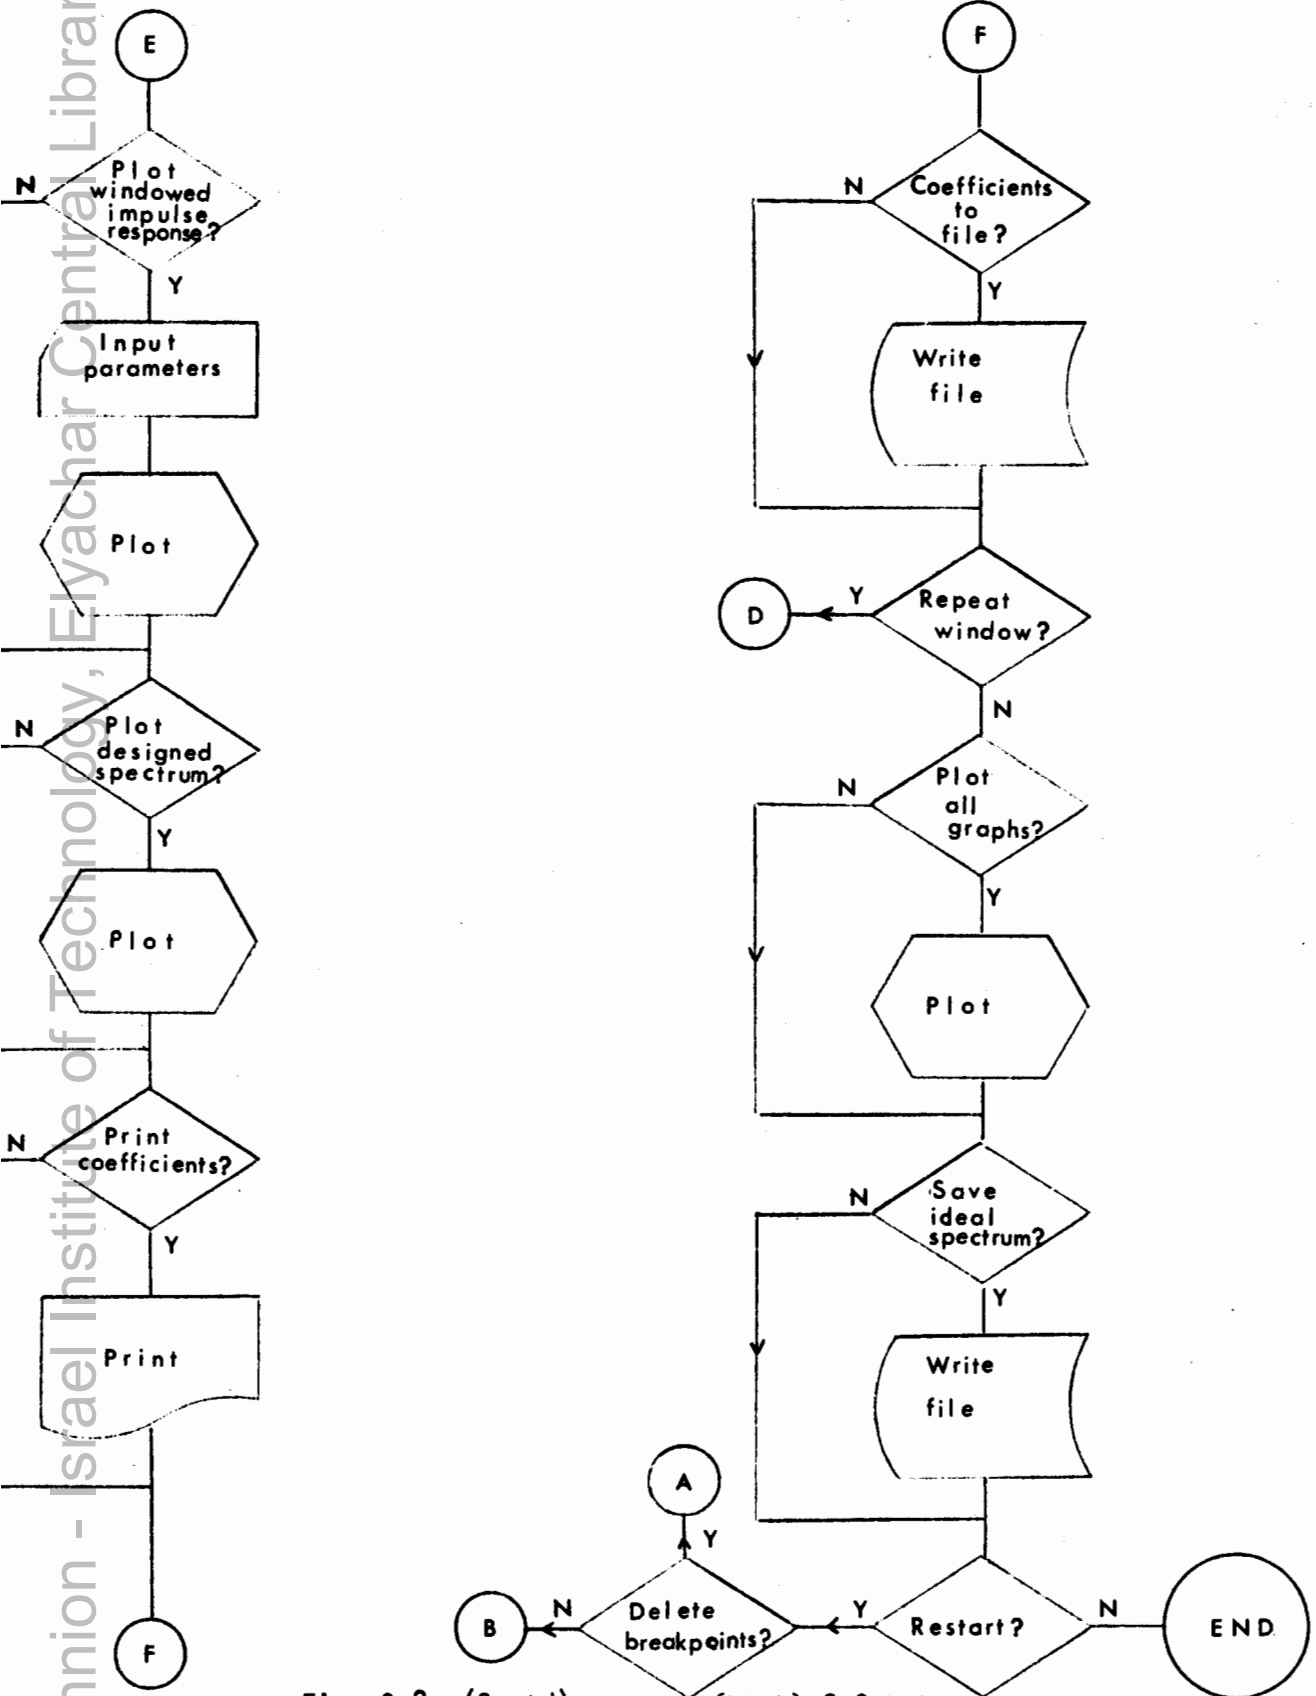 E
Plot
windowed
impulse
response?
N
Y
Input
parameters
Plot
Plot
designed
spectrum?
N
Y
Plot
Print
coefficients?
N
Y
Print
F
F
Coefficients
to
file?
N
Y
Write
file
Repeat
window?
Y
D
N
Plot
all
graphs?
N
Y
Plot
Save
ideal
spectrum?
N
Y
Write
file
Restart?
Y
N
END
Delete
breakpoints?
Y
A
N
B
nnion - Israel Institute of Technology, Elyachar Central Librar